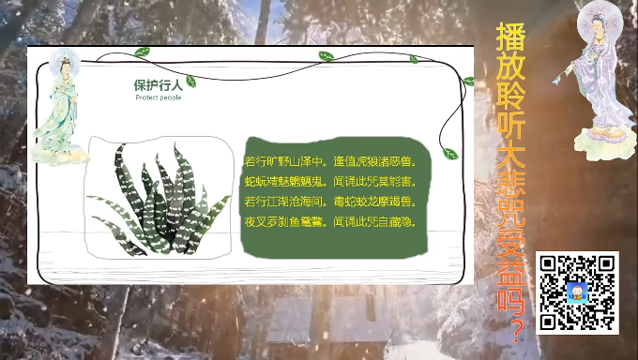 保护行人
Protect people
若行旷野山泽中。逢值虎狼诸恶兽。
蛇蚖精魅魍魉鬼。闻诵此咒莫能害。
若行江湖沧海间。毒蛇蛟龙摩竭兽。
夜叉罗刹鱼鼋鳖。闻诵此咒自藏隐。
播放聆听大悲咒受益吗？